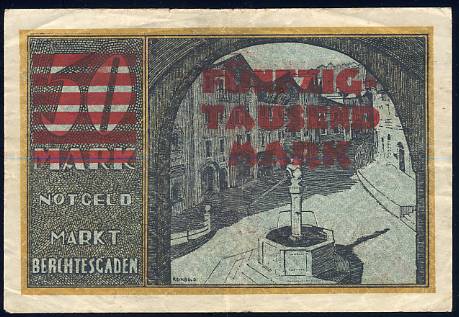 50
MARK
NOTGELD
MARKT
BERCHTESGADEN
FÜNFZIG-
TAUSEND
MARK